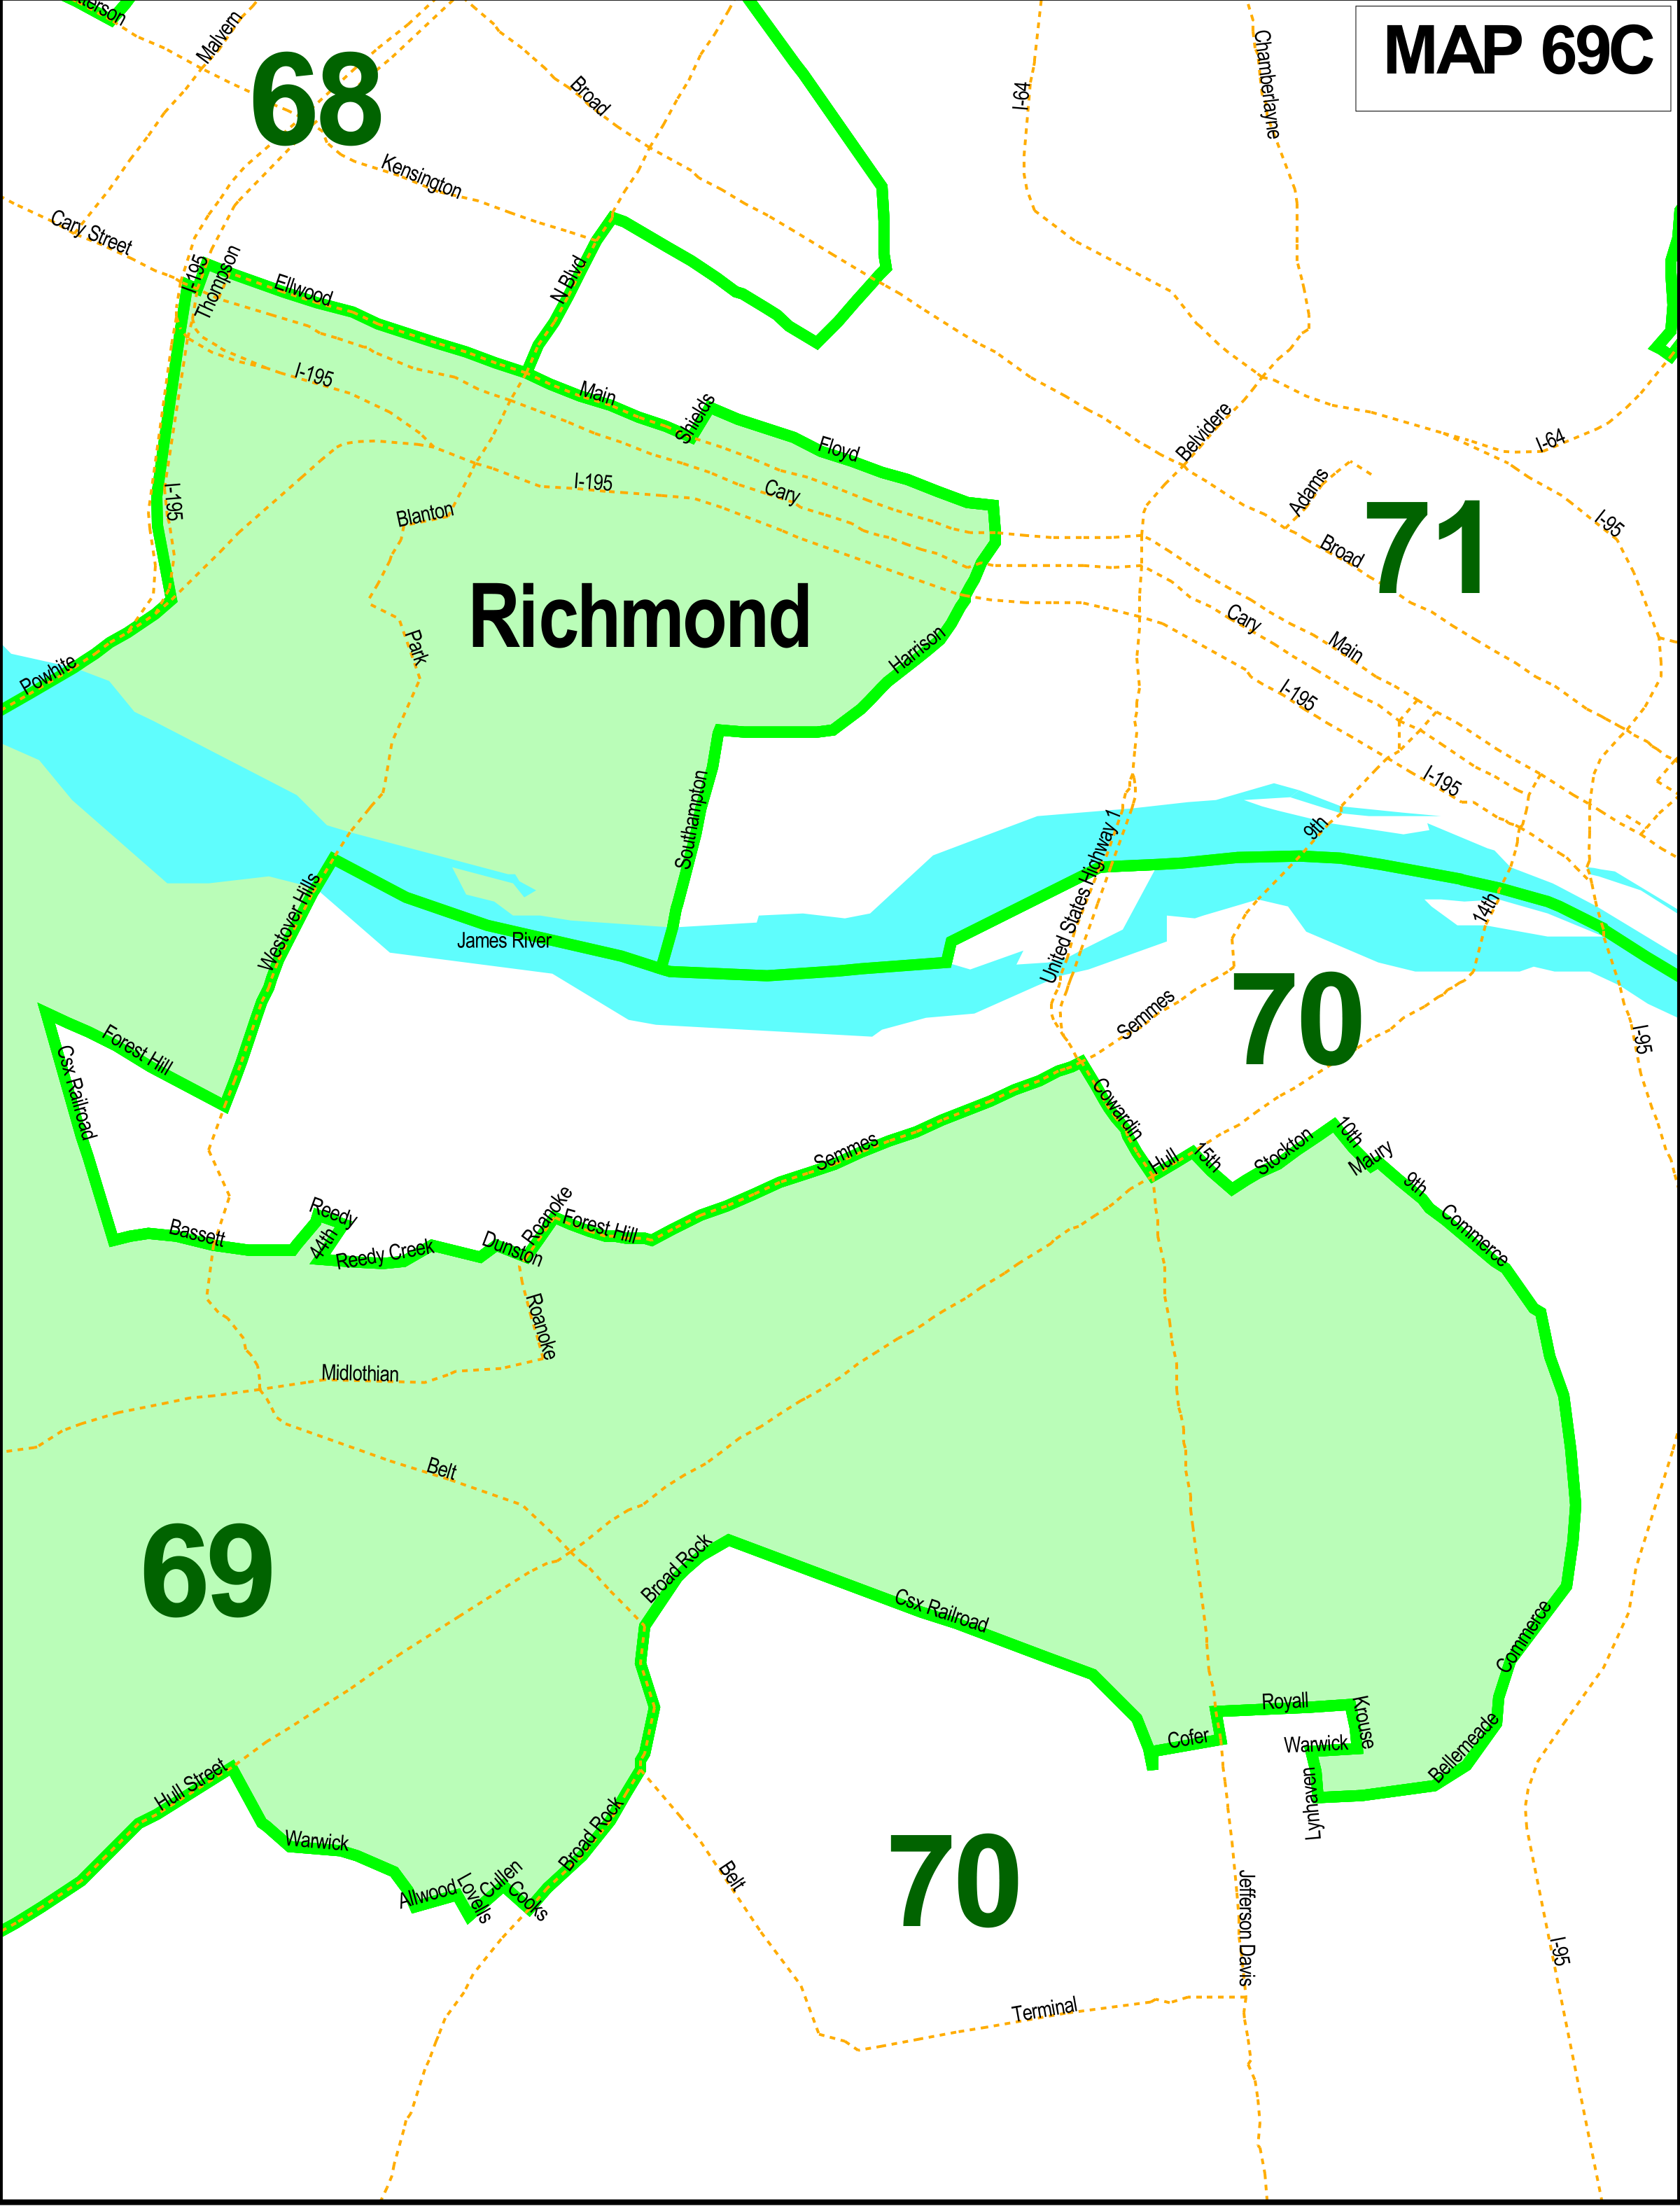 MAP 69C
Malvern
68
Broad
I-64
Chamberlayne
Kensington
Cary Street
I-195
Thompson
Ellwood
N Blvd
I-195
Main
Shields
Floyd
Belvidere
I-64
I-195
I-195
Cary
Adams
71
I-95
Blanton
Broad
Richmond
Park
Powhite
Harrison
Cary
Main
I-195
I-195
Southampton
United States Highway 1
9th
Westover Hills
James River
14th
70
Semmes
I-95
Forest Hill
Csx Railroad
Cowardin
Semmes
Hull
15th
Stockton
10th
Maury
9th
Commerce
Bassett
Reedy
44th
Reedy Creek
Dunston
Roanoke
Forest Hill
Roanoke
Midlothian
Belt
69
Broad Rock
Csx Railroad
Commerce
Royall
Krouse
Cofer
Warwick
Bellemeade
Lynhaven
Hull Street
Warwick
Broad Rock
Allwood
Lovells
Cullen
Cooks
Belt
70
Jefferson Davis
I-95
Terminal